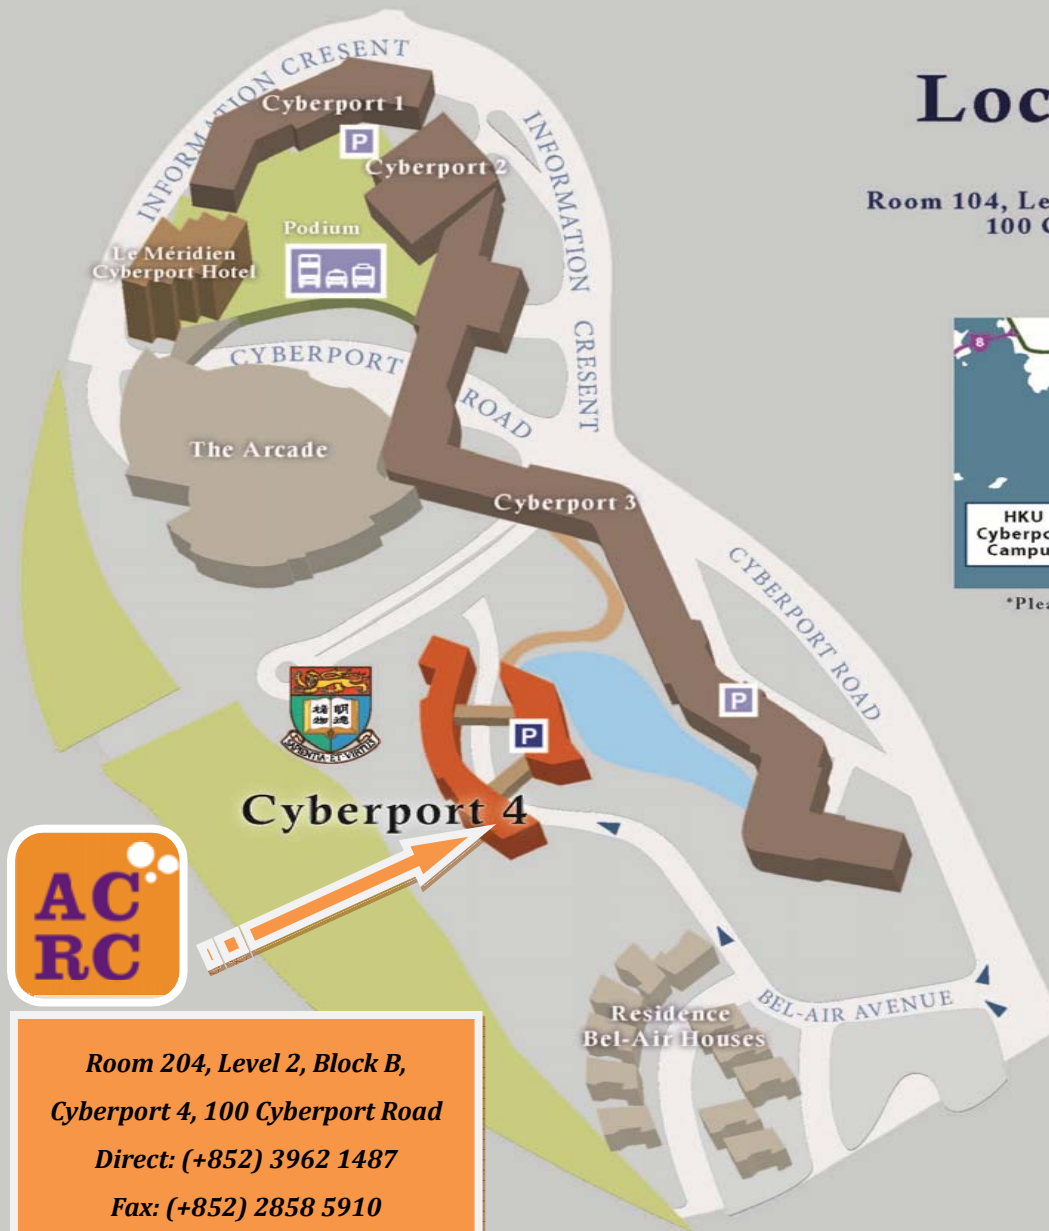 INFORMATION CRESENT
Cyberport 1
P
Cyberport 2
INFORMATION CRESENT
Podium
Le Méridien
Cyberport Hotel
CYBERPORT ROAD
The Arcade
Cyberport 3
CYBERPORT ROAD
P
P
SAPIENTIA ET VIRTUS
Cyberport 4
AC
RC
Residence
Bel-Air Houses
BEL-AIR AVENUE
Room 204, Level 2, Block B,
Cyberport 4, 100 Cyberport Road
Direct: (+852) 3962 1487
Fax: (+852) 2858 5910
Loc
Room 104, Le
100
8
HKU
Cyberpo
Campu
*Plea